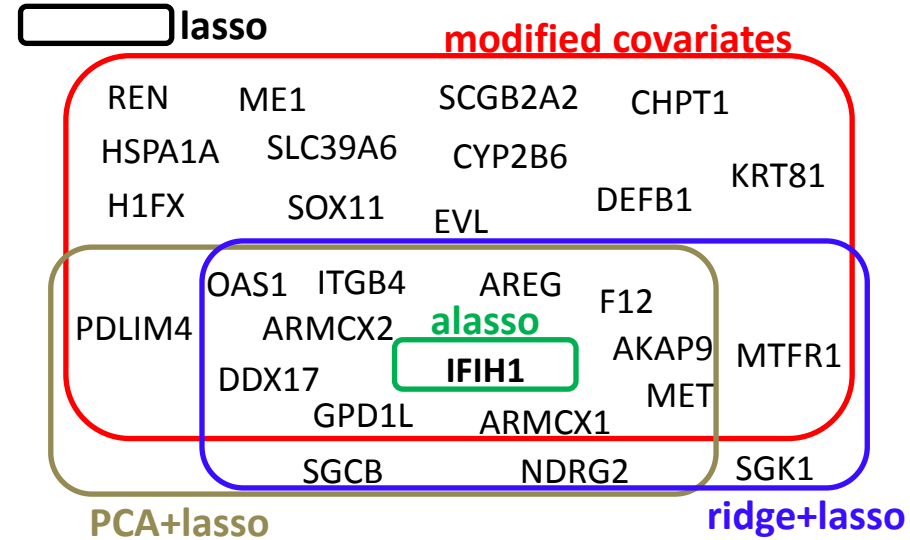 lasso
modified covariates
REN ME1 SCGB2A2 CHPT1
HSPA1A SLC39A6 CYP2B6 KRT81
H1FX SOX11 EVL DEFB1
OAS1 ITGB4 AREG F12
PDLIM4 ARMCX2 alasso AKAP9 MTFR1
DDX17 IFIH1 MET
GPD1L ARMCX1
SGCB NDRG2 SGK1
PCA+lasso ridge+lasso